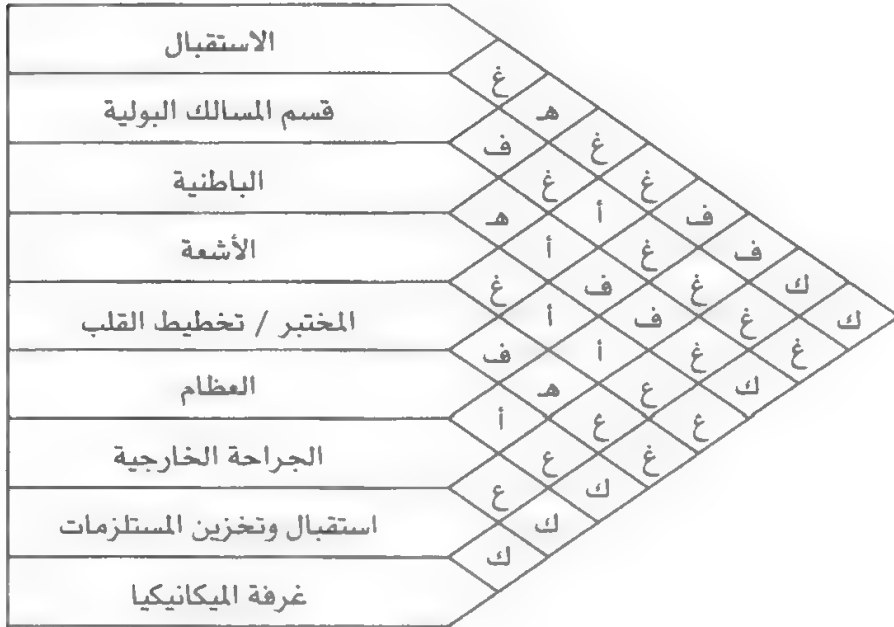 الاستقبال
قسم المسالك البولية
الباطنية
الأشعة
المختبر / تخطيط القلب
العظام
الجراحة الخارجية
استقبال وتخزين المستلزمات
غرفة الميكانيكيا
غ
هـ
غ ف
غ غ
ف أ هـ
ف غ أ
ك غ ف غ
ك غ ف أ
غ غ أ ف
ك ع هـ
ع ع أ
غ ع
ك ع
ك
ك